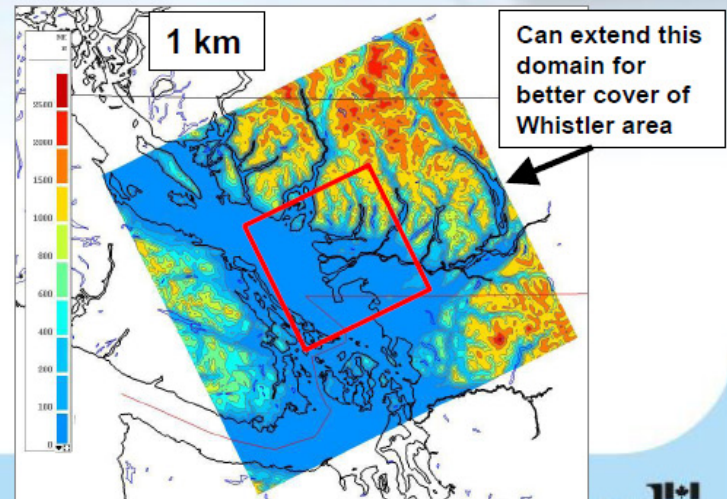 1 km
Can extend this
domain for
better cover of
Whistler area
ME
M
2500
2000
1500
1000
800
600
400
200
100
0